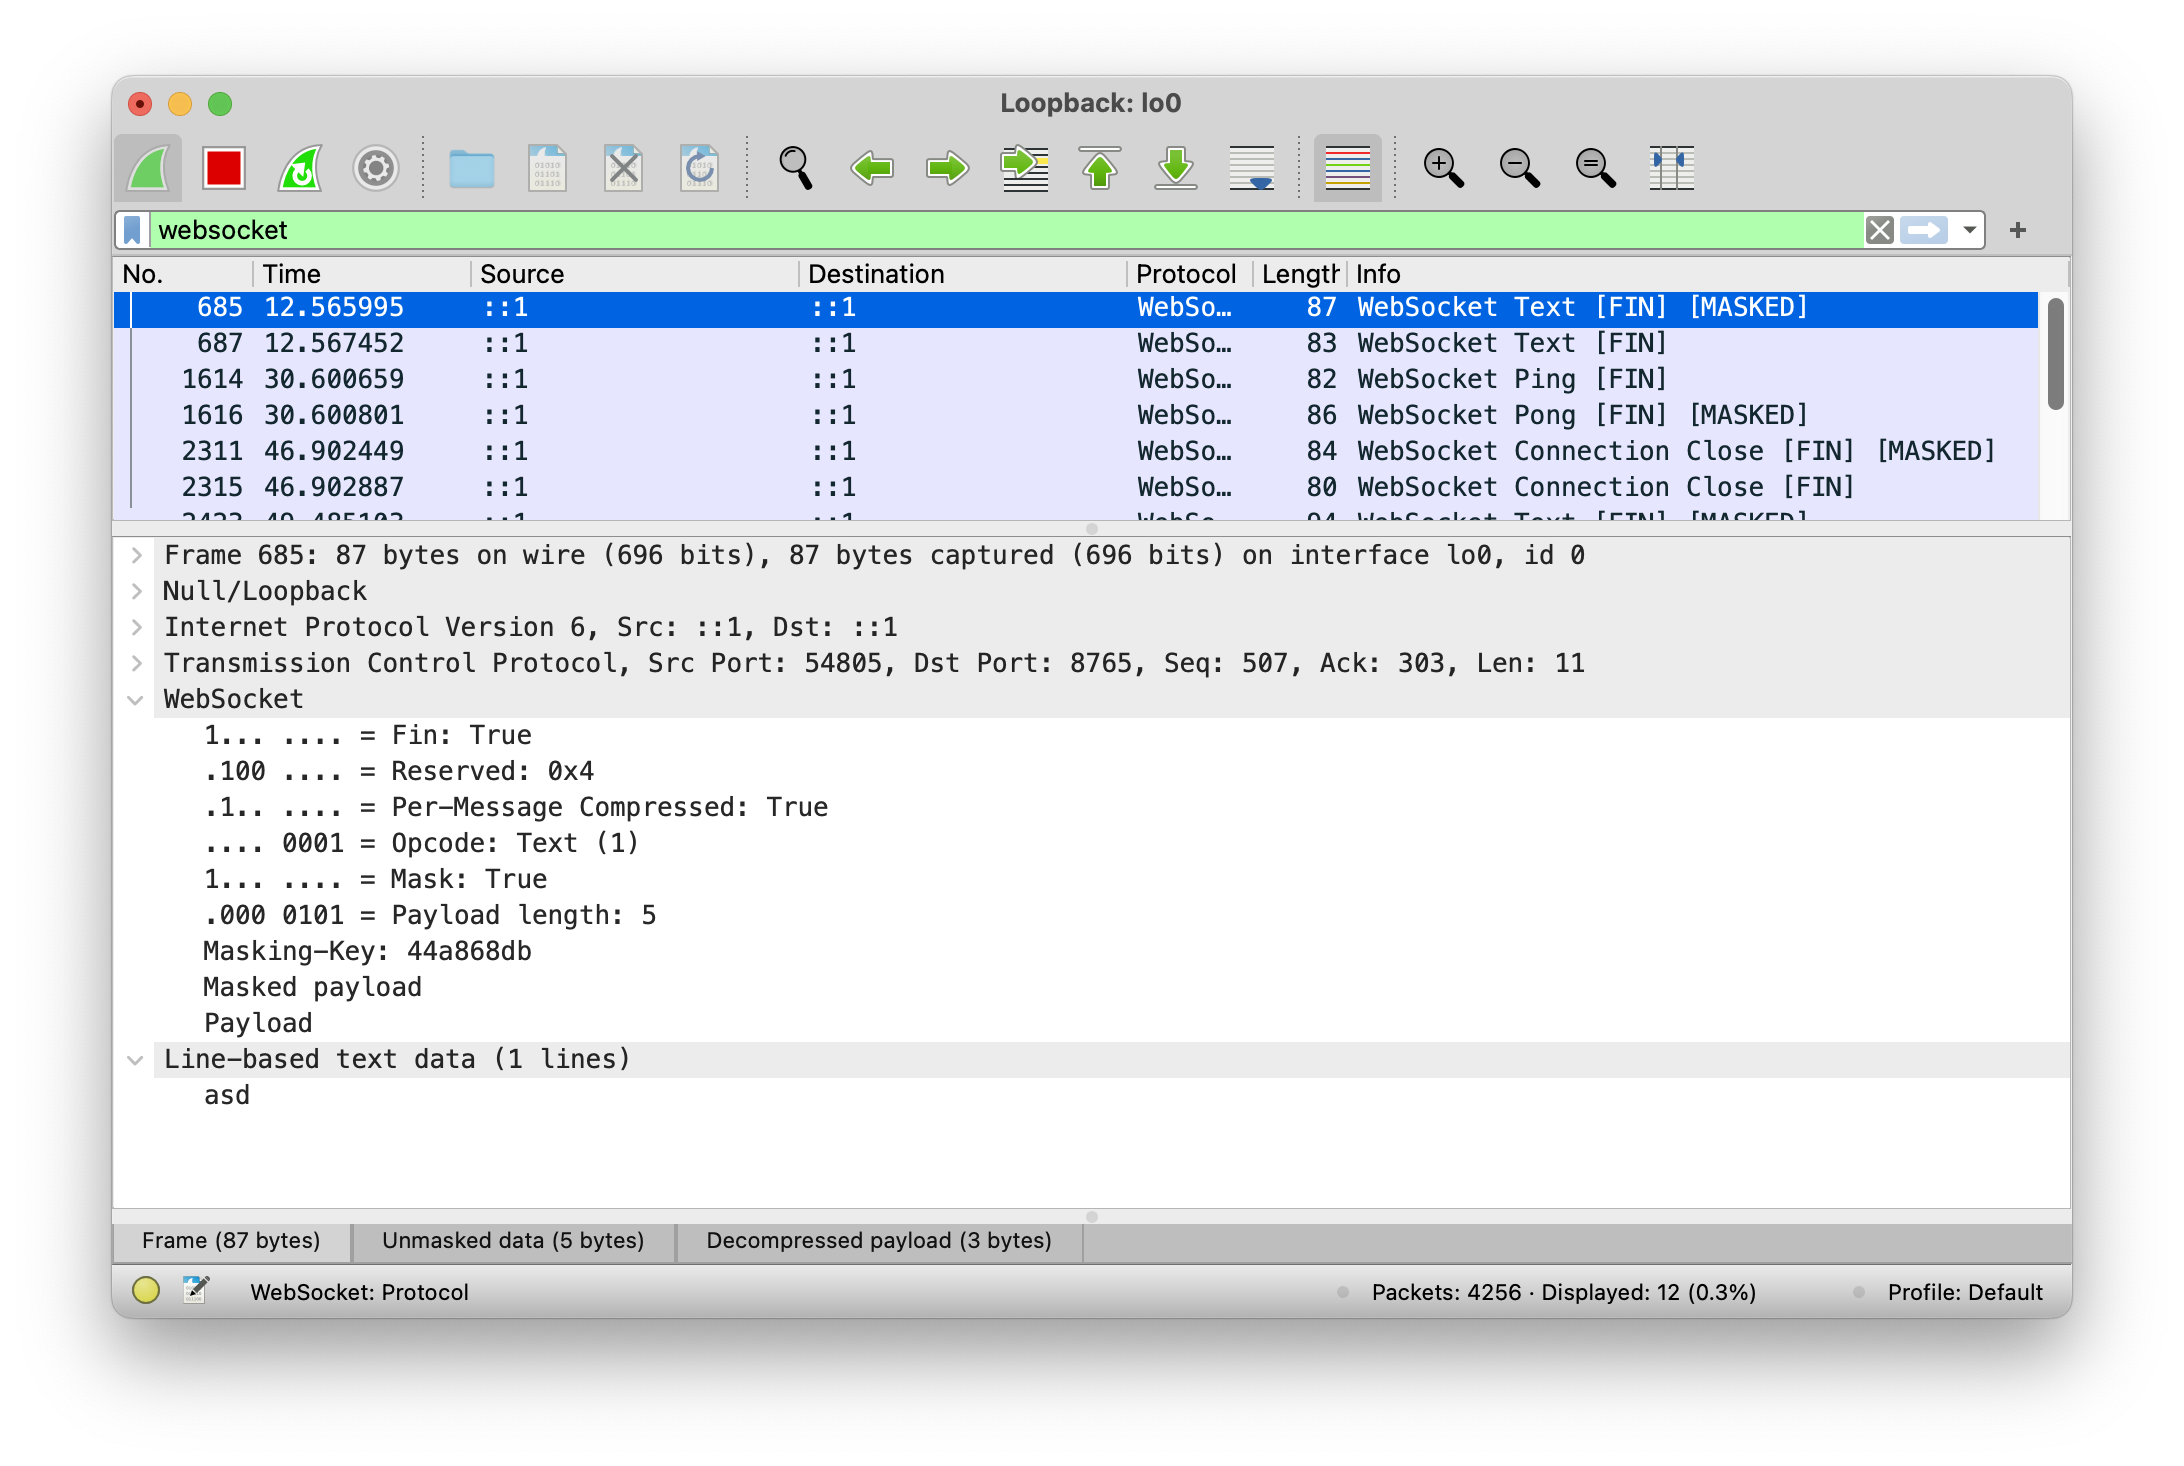 Loopback: lo0
websocket
No. Time Source Destination Protocol Length Info
685 12.565995 ::1 ::1 WebSo… 87 WebSocket Text [FIN] [MASKED]
687 12.567452 ::1 ::1 WebSo… 83 WebSocket Text [FIN]
1614 30.600659 ::1 ::1 WebSo… 82 WebSocket Ping [FIN]
1616 30.600801 ::1 ::1 WebSo… 86 WebSocket Pong [FIN] [MASKED]
2311 46.902449 ::1 ::1 WebSo… 84 WebSocket Connection Close [FIN] [MASKED]
2315 46.902887 ::1 ::1 WebSo… 80 WebSocket Connection Close [FIN]
::1 ::1 WebSo… WebSocket Text [FIN] [MASKED]
Frame 685: 87 bytes on wire (696 bits), 87 bytes captured (696 bits) on interface lo0, id 0
Null/Loopback
Internet Protocol Version 6, Src: ::1, Dst: ::1
Transmission Control Protocol, Src Port: 54805, Dst Port: 8765, Seq: 507, Ack: 303, Len: 11
WebSocket
1... .... = Fin: True
.100 .... = Reserved: 0x4
.1.. .... = Per-Message Compressed: True
.... 0001 = Opcode: Text (1)
1... .... = Mask: True
.000 0101 = Payload length: 5
Masking-Key: 44a868db
Masked payload
Payload
Line-based text data (1 lines)
asd
Frame (87 bytes) Unmasked data (5 bytes) Decompressed payload (3 bytes)
WebSocket: Protocol Packets: 4256 · Displayed: 12 (0.3%) Profile: Default